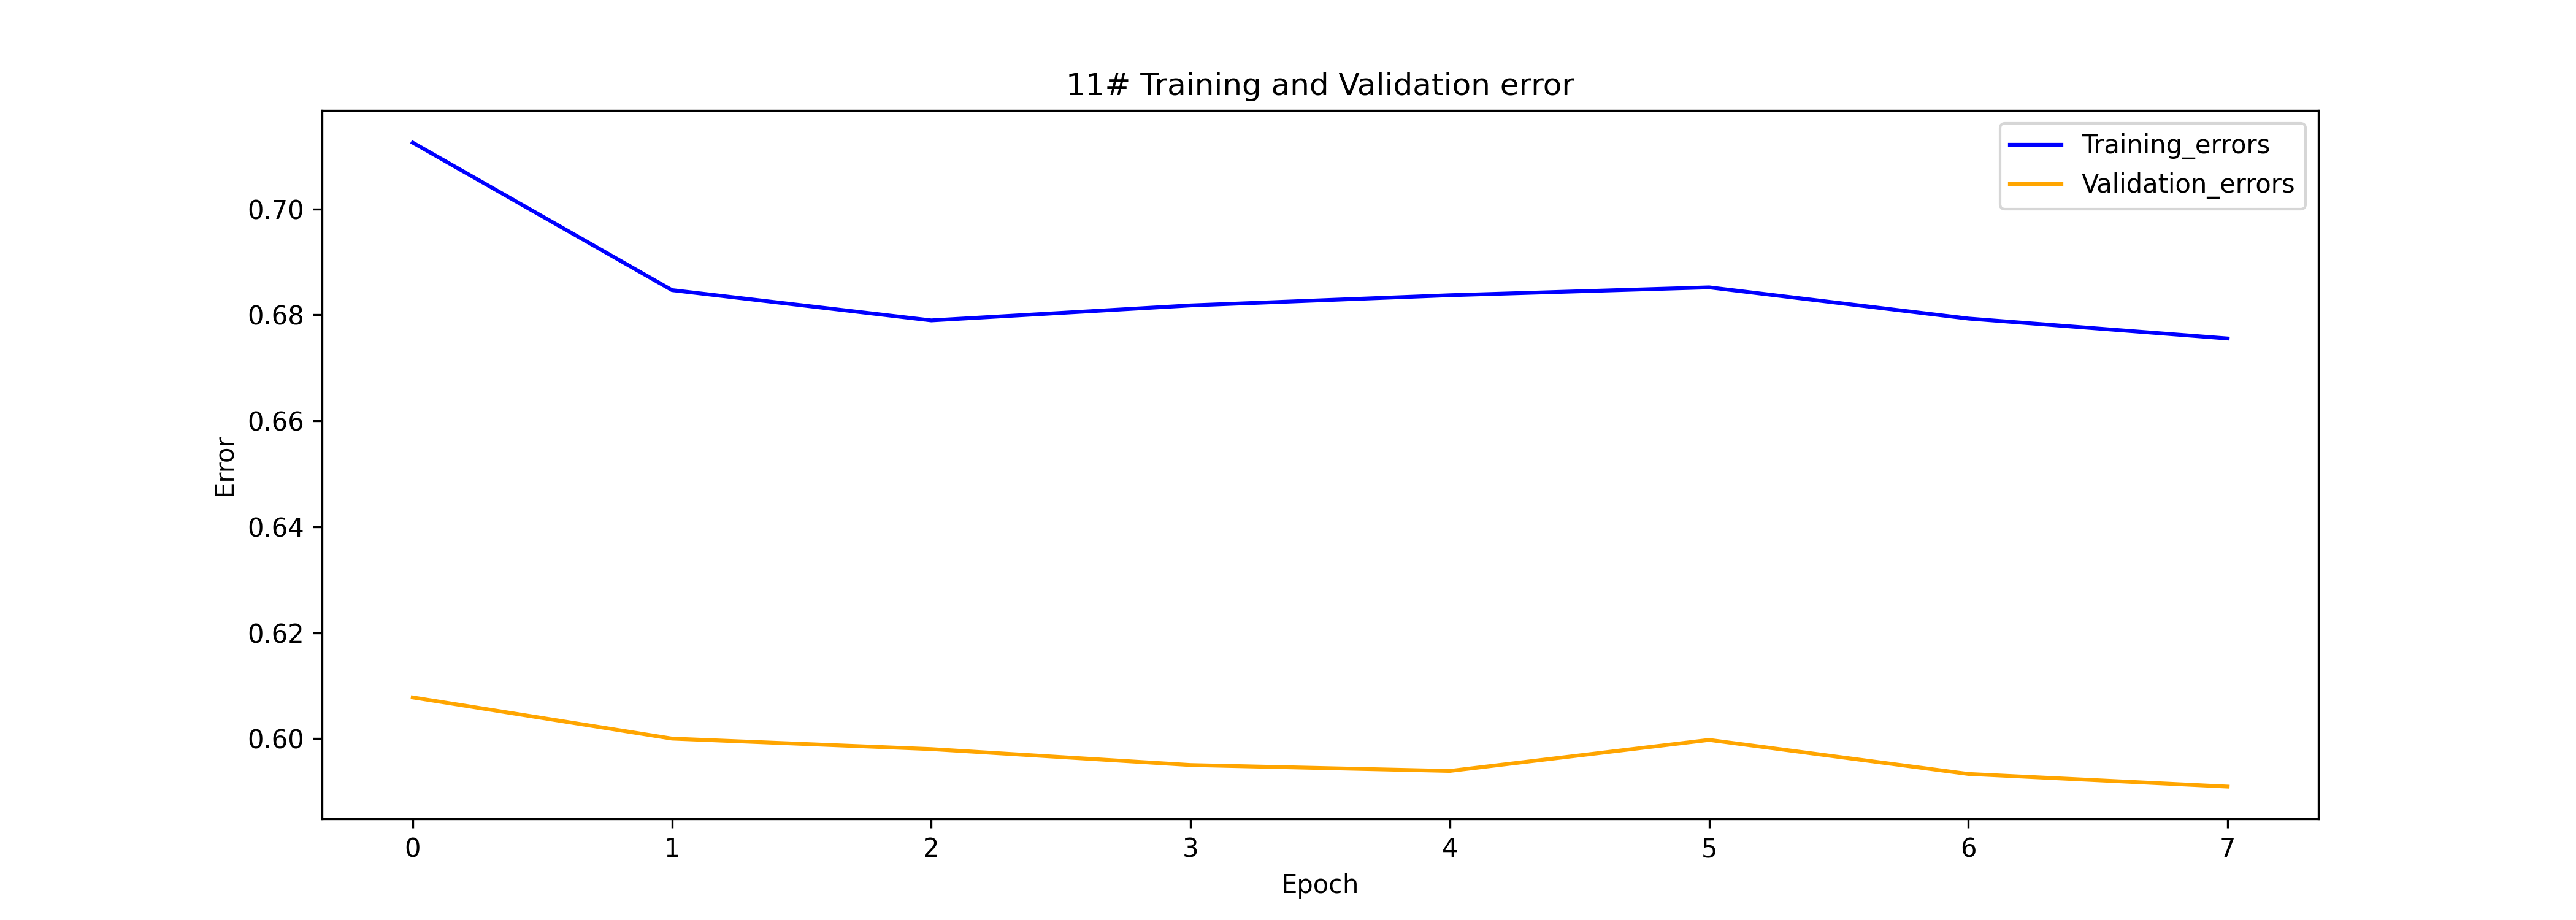 11# Training and Validation error
Training_errors
Validation_errors
0.70
0.68
0.66
0.64
0.62
0.60
Error
0 1 2 3 4 5 6 7
Epoch